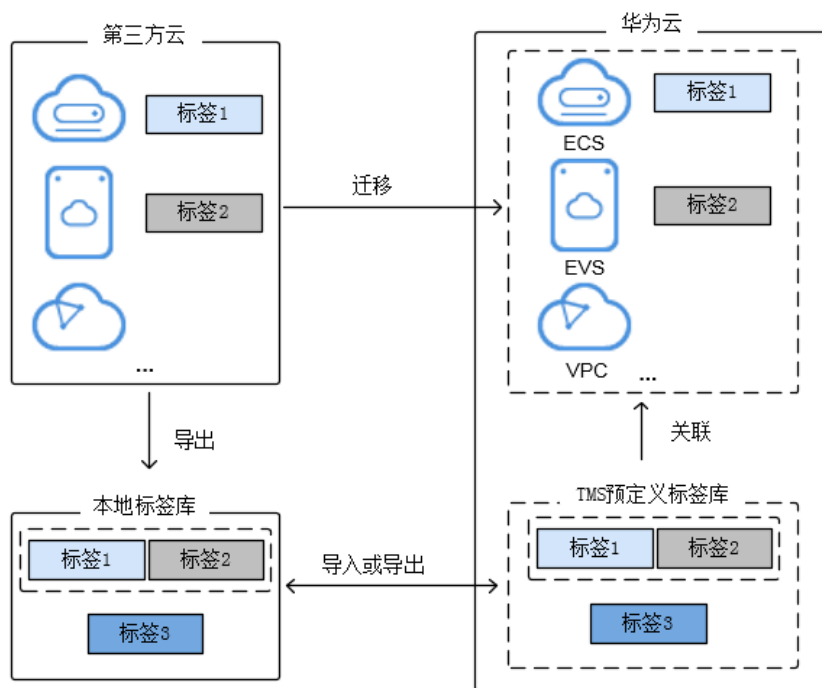 第三方云
标签1
标签2
...
迁移
华为云
标签1
ECS
标签2
EVS
VPC
...
导出
关联
本地标签库
标签1
标签2
标签3
导入或导出
TMS预定义标签库
标签1
标签2
标签3